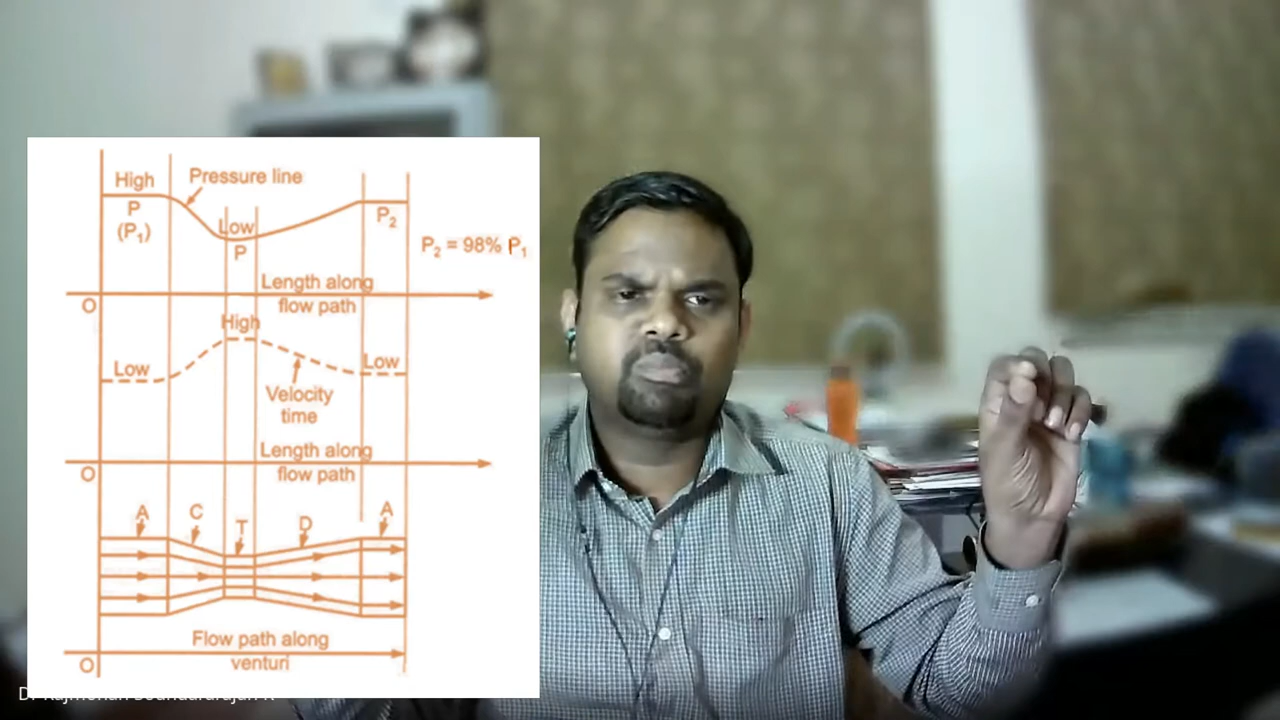 High
Pressure line
P
(P1)
Low
P
P2
P2 = 98% P1
Length along
flow path
O
High
Low
Low
Velocity
time
Length along
flow path
O
A
C
T
D
A
Flow path along
venturi
O